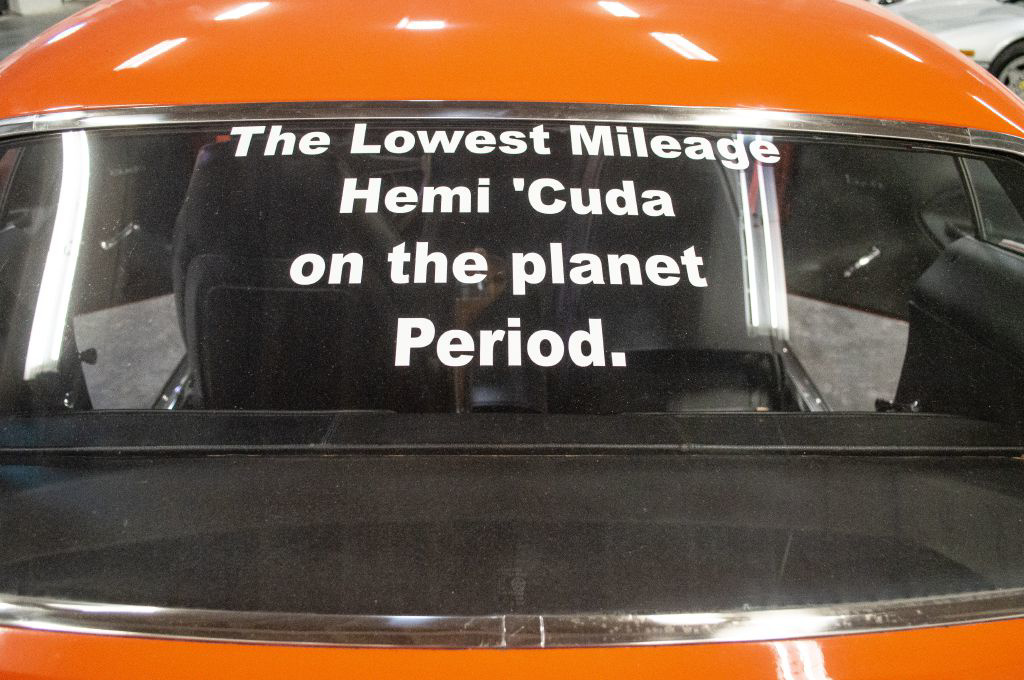 The Lowest Mileage
Hemi 'Cuda
on the planet
Period.